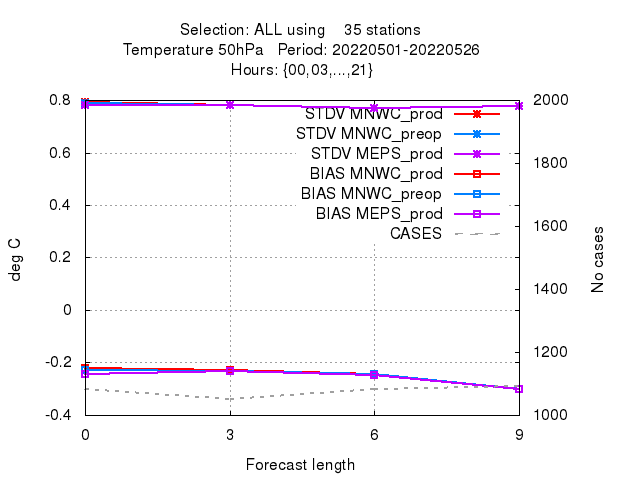 Selection: ALL using    35 stations
Temperature 50hPa   Period: 20220501-20220526
Hours: {00,03,...,21}
0.8
0.6
0.4
0.2
0
-0.2
-0.4
deg C
2000
1800
1600
1400
1200
1000
No cases
STDV MNWC_prod
STDV MNWC_preop
STDV MEPS_prod
BIAS MNWC_prod
BIAS MNWC_preop
BIAS MEPS_prod
CASES
0 3 6 9
Forecast length